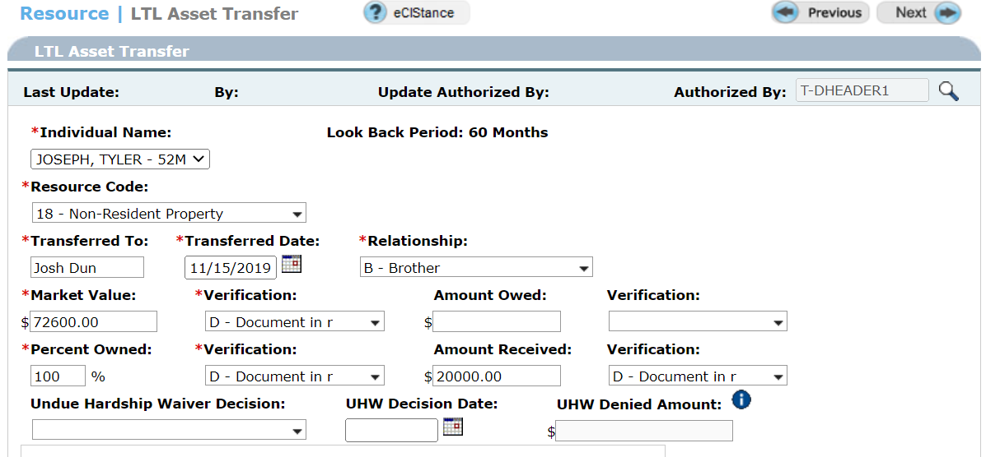 Resource | LTL Asset Transfer ? eCIStance Previous Next
LTL Asset Transfer
Last Update: By: Update Authorized By: Authorized By: T-DHEADER1
*Individual Name: Look Back Period: 60 Months
JOSEPH, TYLER - 52M
*Resource Code:
18 - Non-Resident Property
*Transferred To: *Transferred Date: *Relationship:
Josh Dun 11/15/2019 B - Brother
*Market Value: *Verification: Amount Owed: Verification:
$72600.00 D - Document in r $
*Percent Owned: *Verification: Amount Received: Verification:
100 % D - Document in r $20000.00 D - Document in r
Undue Hardship Waiver Decision: UHW Decision Date: UHW Denied Amount: i
$